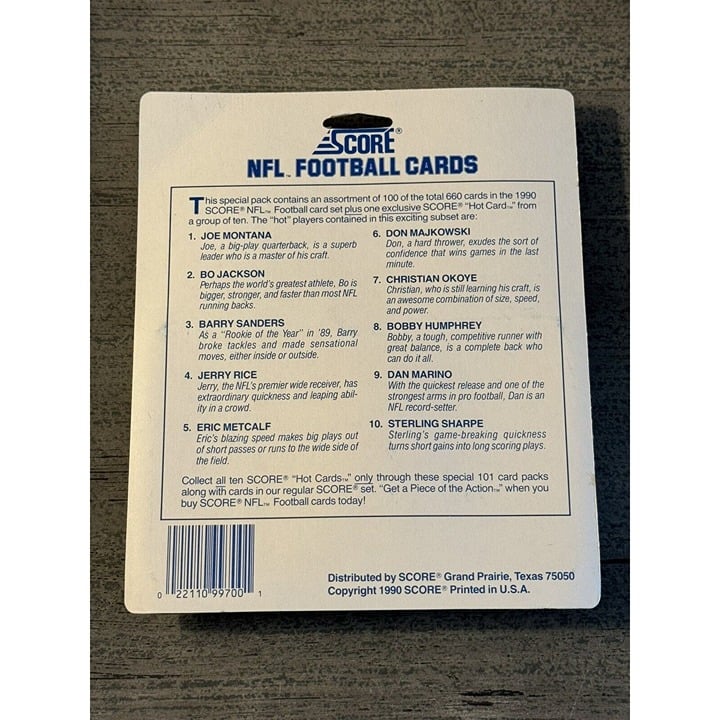 SCORE®
NFL™ FOOTBALL CARDS
This special pack contains an assortment of 100 of the total 660 cards in the 1990
SCORE® NFL™ Football card set plus one exclusive SCORE® “Hot Card™” from
a group of ten. The “hot” players contained in this exciting subset are:
1. JOE MONTANA
Joe, a big-play quarterback, is a superb
leader who is a master of his craft.
2. BO JACKSON
Perhaps the world's greatest athlete, Bo is
bigger, stronger, and faster than most NFL
running backs.
3. BARRY SANDERS
As a “Rookie of the Year” in '89, Barry
broke tackles and made sensational
moves, either inside or outside.
4. JERRY RICE
Jerry, the NFL's premier wide receiver, has
extraordinary quickness and leaping abil-
ity in a crowd.
5. ERIC METCALF
Eric's blazing speed makes big plays out
of short passes or runs to the wide side of
the field.
6. DON MAJKOWSKI
Don, a hard thrower, exudes the sort of
confidence that wins games in the last
minute.
7. CHRISTIAN OKOYE
Christian, who is still learning his craft, is
an awesome combination of size, speed,
and power.
8. BOBBY HUMPHREY
Bobby, a tough, competitive runner with
great balance, is a complete back who
can do it all.
9. DAN MARINO
With the quickest release and one of the
strongest arms in pro football, Dan is an
NFL record-setter.
10. STERLING SHARPE
Sterling's game-breaking quickness
turns short gains into long scoring plays.
Collect all ten SCORE® “Hot Cards™” only through these special 101 card packs
along with cards in our regular SCORE® set. “Get a Piece of the Action™” when you
buy SCORE® NFL™ Football cards today!
0 22110 99700 1
Distributed by SCORE® Grand Prairie, Texas 75050
Copyright 1990 SCORE® Printed in U.S.A.